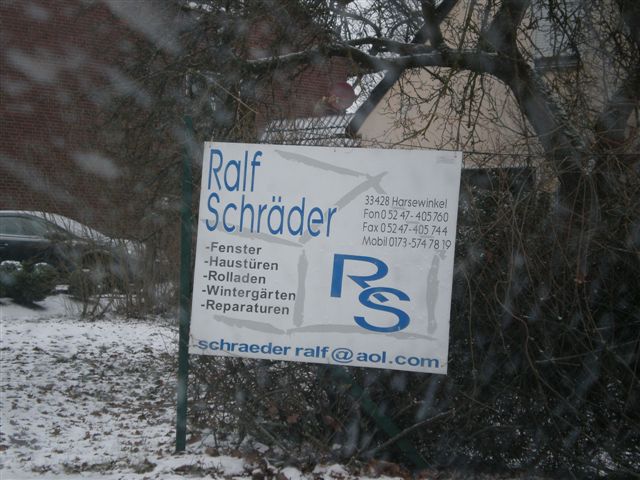 Ralf
Schräder
33428 Harsewinkel
Fon 0 52 47- 405 760
Fax 0 52 47- 405 744
Mobil 0173-574 78 19
-Fenster
-Haustüren
-Rolladen
-Wintergärten
-Reparaturen
RS
schraeder ralf@aol.com